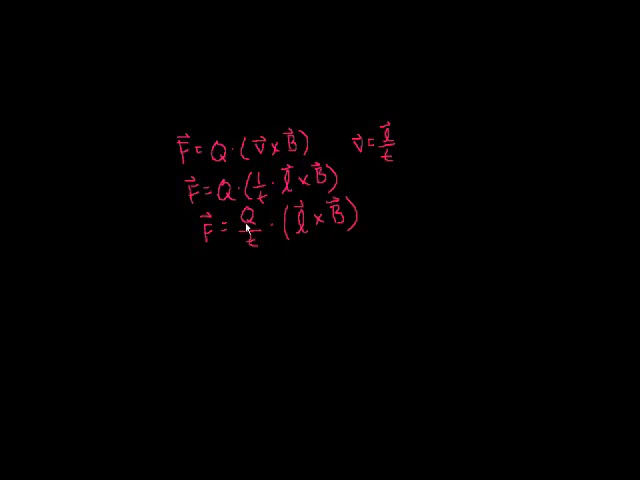 F⃗ = Q · (v⃗ × B⃗)    v⃗ = l⃗/t
F⃗ = Q · (1/t · l⃗ × B⃗)
F⃗ = Q/t · (l⃗ × B⃗)